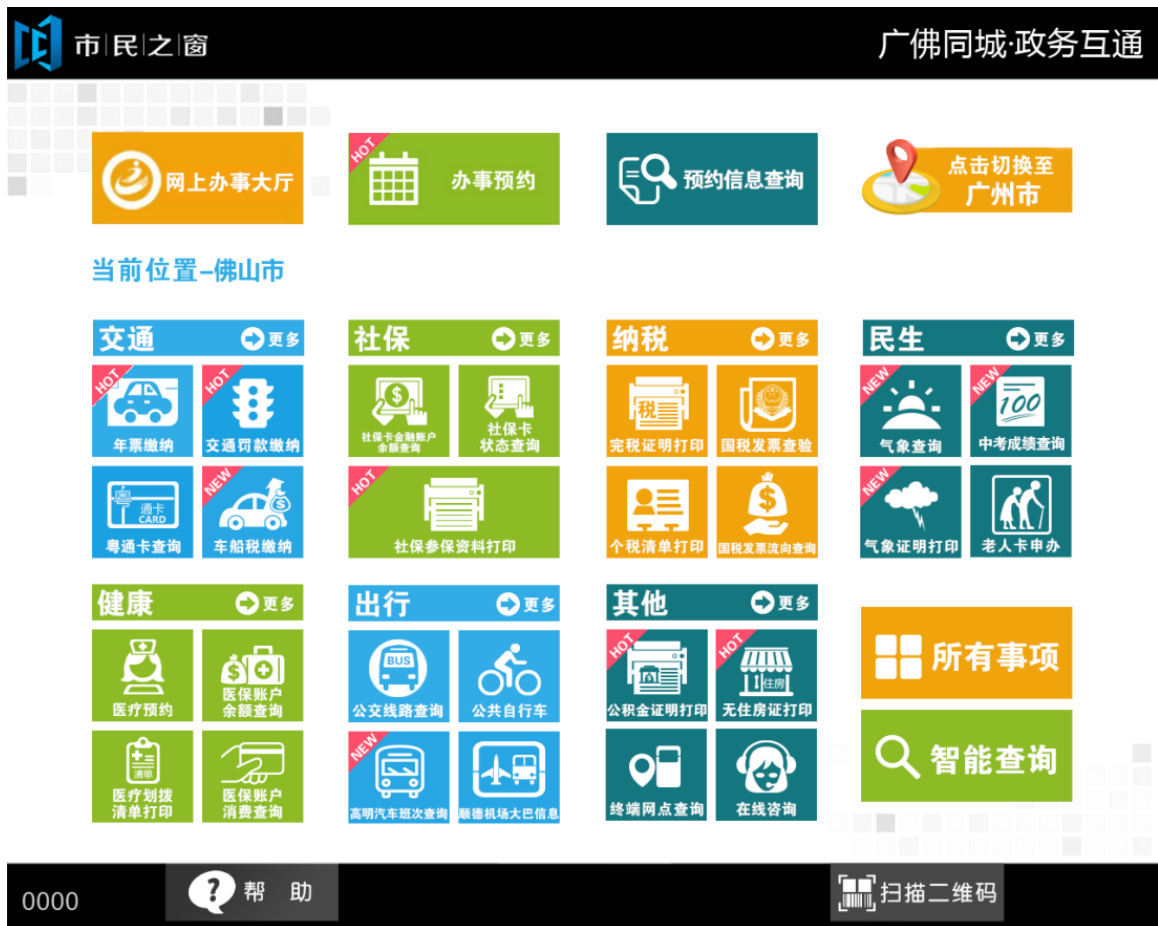 市民之窗
广佛同城·政务互通
网上办事大厅
HOT
办事预约
预约信息查询
点击切换至
广州市
当前位置–佛山市
交通
更多
社保
更多
纳税
更多
民生
更多
HOT
年票缴纳
HOT
交通罚款缴纳
$
社保卡金融账户
余额查询
社保卡
状态查询
税
完税证明打印
国税发票查验
NEW
气象查询
NEW
100
中考成绩查询
通卡
CARD
粤通卡查询
NEW
$
车船税缴纳
HOT
社保参保资料打印
个税清单打印
$
国税发票流向查询
NEW
气象证明打印
老人卡申办
健康
更多
出行
更多
其他
更多
医疗预约
$
医保账户
余额查询
BUS
公交线路查询
公共自行车
HOT
公积金证明打印
HOT
住房
无住房证打印
所有事项
清单
医疗划拨
清单打印
医保账户
消费查询
NEW
高明汽车班次查询
顺德机场大巴信息
终端网点查询
在线咨询
智能查询
0000
?
帮 助
扫描二维码